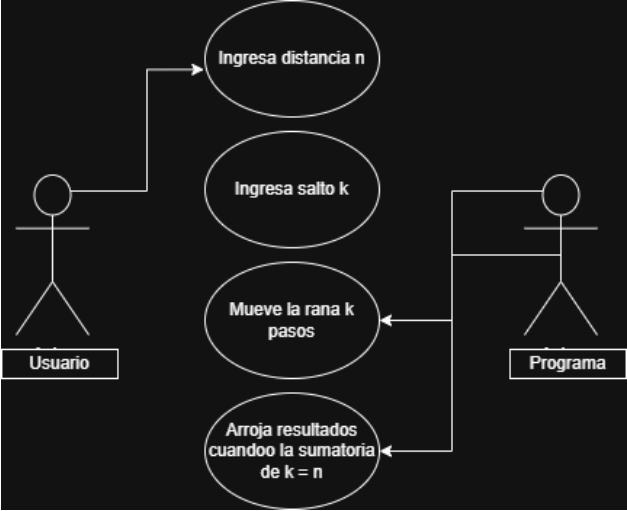 Ingresa distancia n
Ingresa salto k
Mueve la rana k
pasos
Usuario
Programa
Arroja resultados
cuandoo la sumatoria
de k = n